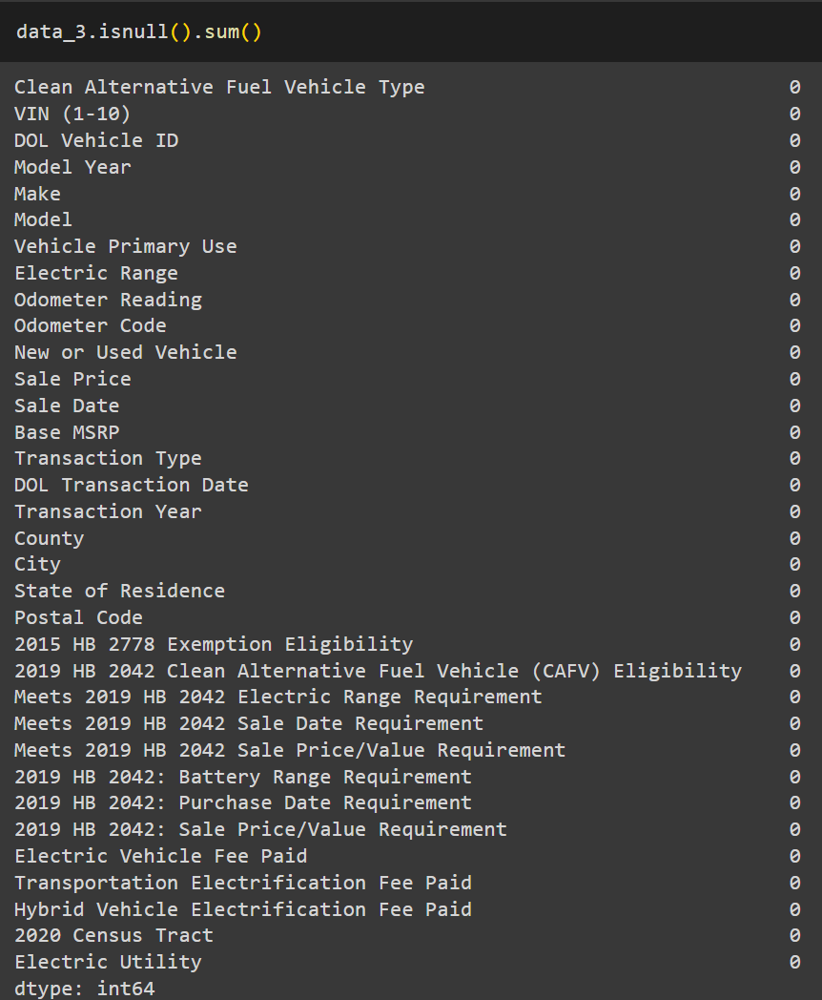 data_3.isnull().sum()
Clean Alternative Fuel Vehicle Type 0
VIN (1-10) 0
DOL Vehicle ID 0
Model Year 0
Make 0
Model 0
Vehicle Primary Use 0
Electric Range 0
Odometer Reading 0
Odometer Code 0
New or Used Vehicle 0
Sale Price 0
Sale Date 0
Base MSRP 0
Transaction Type 0
DOL Transaction Date 0
Transaction Year 0
County 0
City 0
State of Residence 0
Postal Code 0
2015 HB 2778 Exemption Eligibility 0
2019 HB 2042 Clean Alternative Fuel Vehicle (CAFV) Eligibility 0
Meets 2019 HB 2042 Electric Range Requirement 0
Meets 2019 HB 2042 Sale Date Requirement 0
Meets 2019 HB 2042 Sale Price/Value Requirement 0
2019 HB 2042: Battery Range Requirement 0
2019 HB 2042: Purchase Date Requirement 0
2019 HB 2042: Sale Price/Value Requirement 0
Electric Vehicle Fee Paid 0
Transportation Electrification Fee Paid 0
Hybrid Vehicle Electrification Fee Paid 0
2020 Census Tract 0
Electric Utility 0
dtype: int64